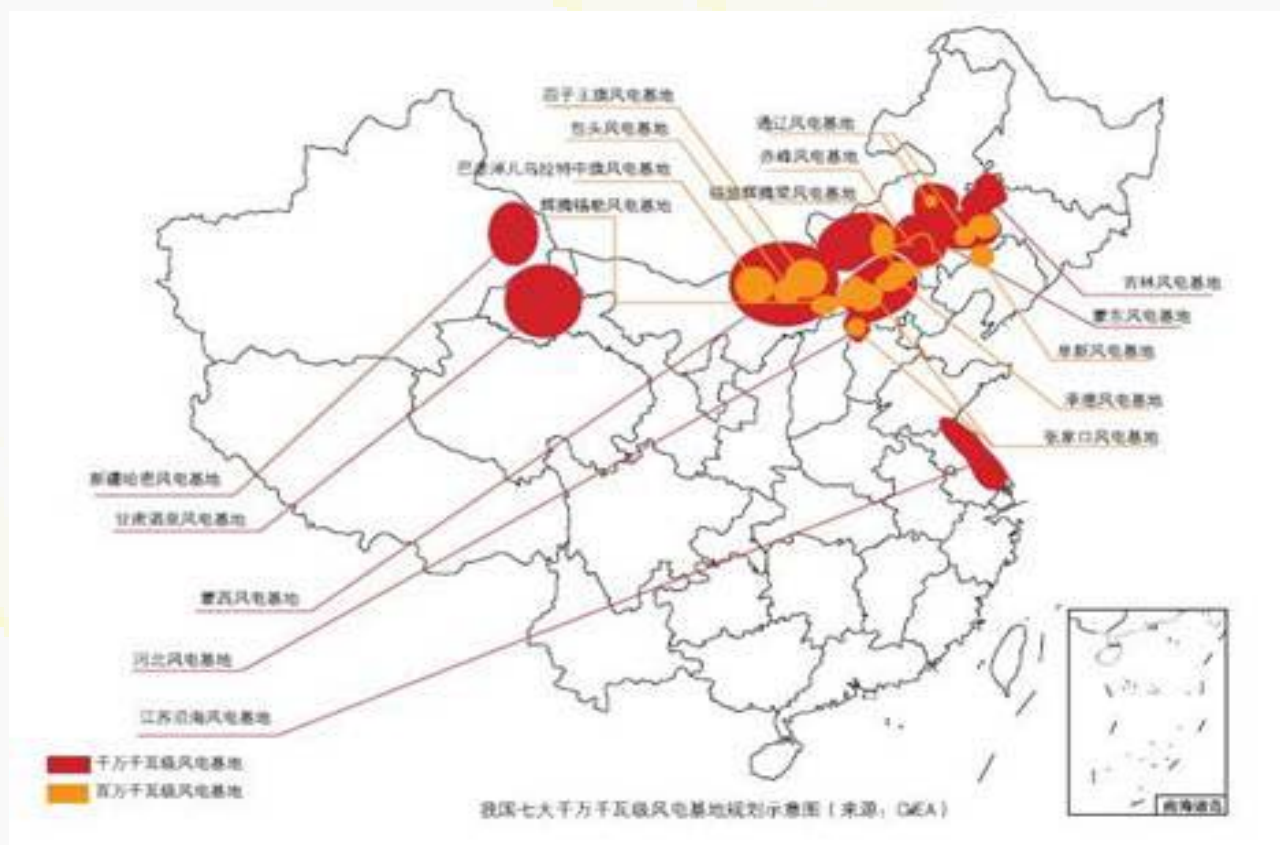 四子王旗风电基地
包头风电基地
巴彦淖儿乌拉特中旗风电基地
辉腾锡勒风电基地
通辽风电基地
赤峰风电基地
辉腾梁风电基地
吉林风电基地
蒙东风电基地
阜新风电基地
承德风电基地
张家口风电基地
新疆哈密风电基地
甘肃酒泉风电基地
蒙西风电基地
河北风电基地
江苏沿海风电基地
千万千瓦级风电基地
百万千瓦级风电基地
我国七大千万千瓦级风电基地规划示意图（来源：CWEA）
南海诸岛